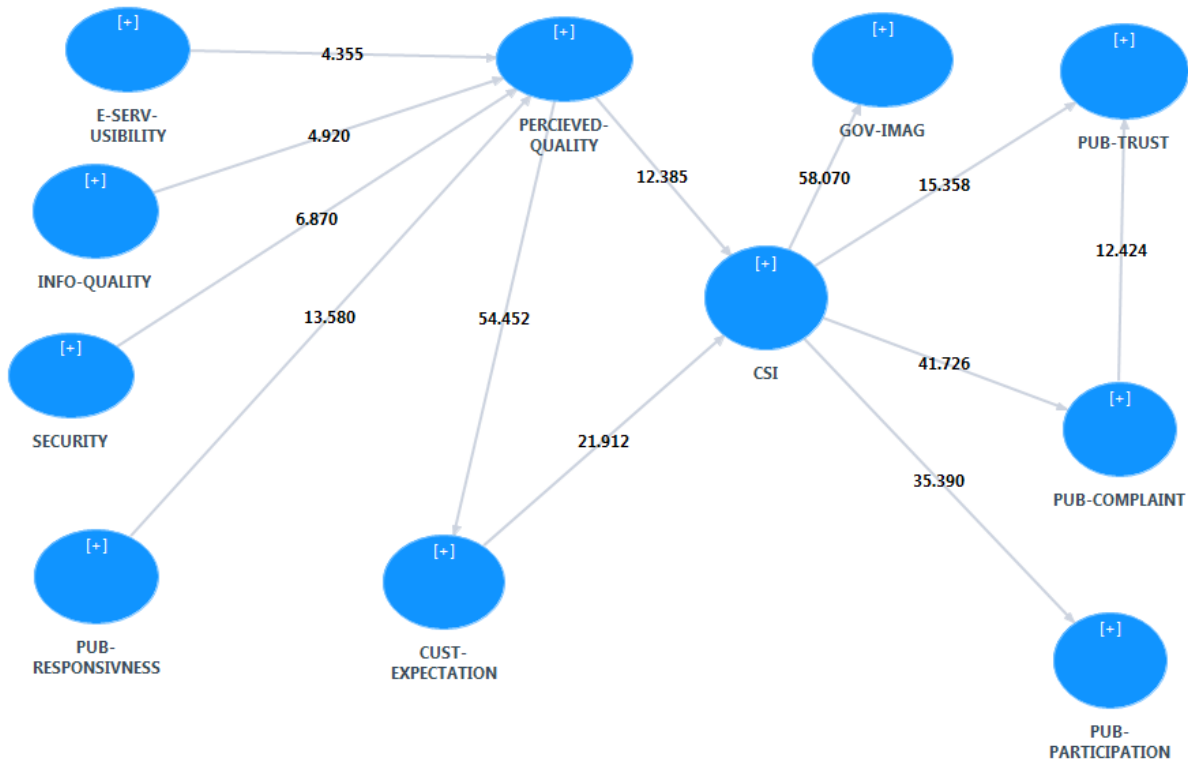 [+]
E-SERV-
USIBILITY
4.355
[+]
PERCIEVED-
QUALITY
[+]
GOV-IMAG
[+]
PUB-TRUST
4.920
[+]
INFO-QUALITY
12.385
58.070
15.358
6.870
12.424
[+]
CSI
[+]
SECURITY
13.580
54.452
41.726
[+]
PUB-COMPLAINT
21.912
35.390
[+]
PUB-
RESPONSIVNESS
[+]
CUST-
EXPECTATION
[+]
PUB-
PARTICIPATION